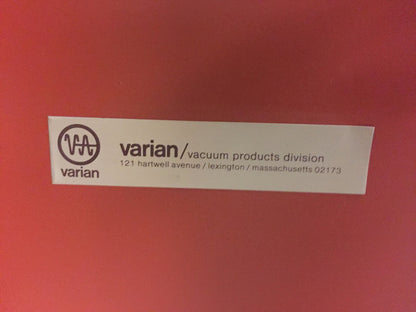 varian
varian/vacuum products division
121 hartwell avenue / lexington / massachusetts 02173